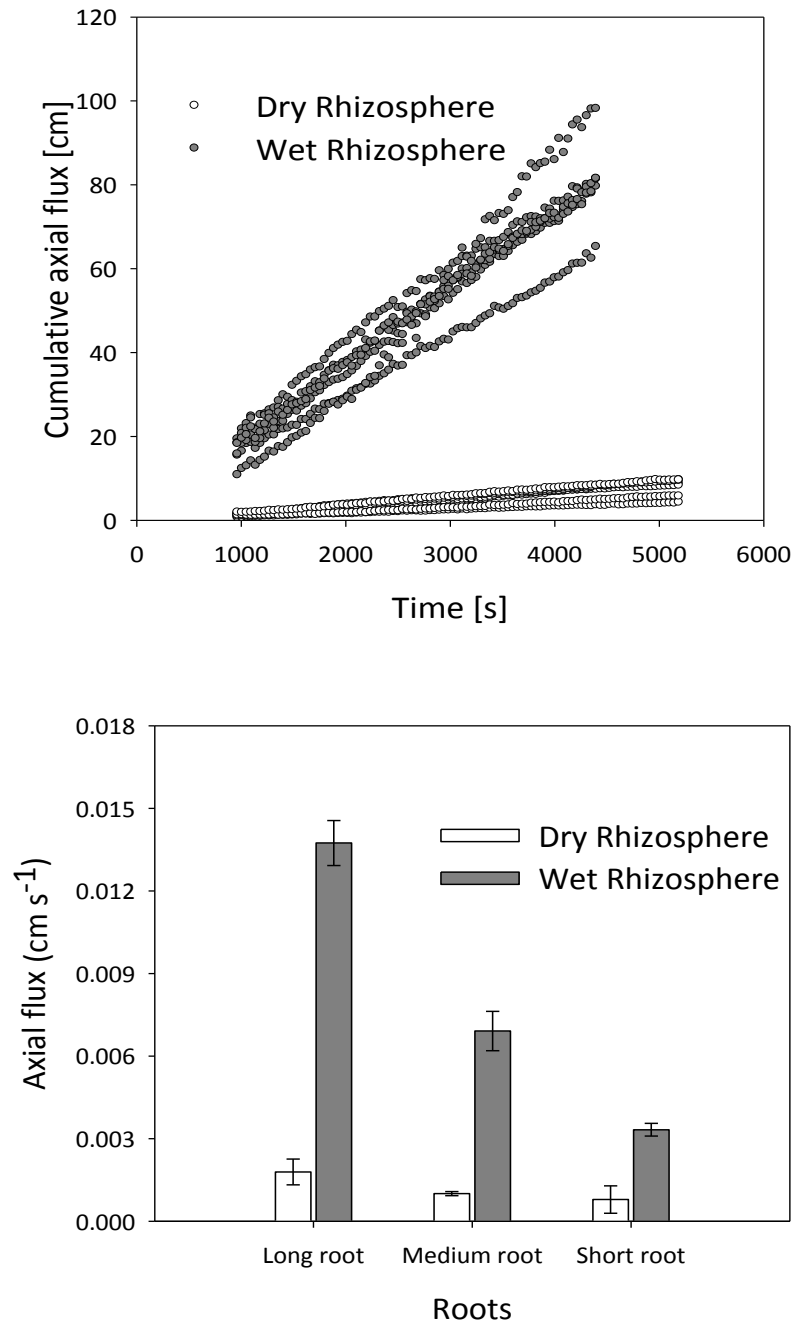 120
100
80
60
40
20
0
Cumulative axial flux [cm]
Dry Rhizosphere
Wet Rhizosphere
0 1000 2000 3000 4000 5000 6000
Time [s]
0.018
0.015
0.012
0.009
0.006
0.003
0.000
Axial flux (cm s-1)
Dry Rhizosphere
Wet Rhizosphere
Long root Medium root Short root
Roots